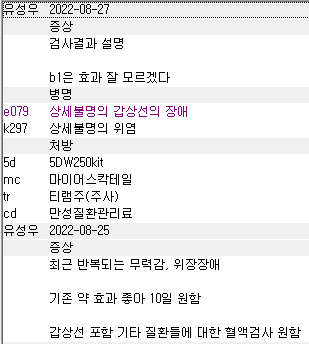 유성우 2022-08-27
증상
검사결과 설명
b1은 효과 잘 모르겠다
병명
e079 상세불명의 갑상선의 장애
k297 상세불명의 위염
처방
5d 5DW250kit
mc 마이어스칵테일
tr 티램주(주사)
cd 만성질환관리료
유성우 2022-08-25
증상
최근 반복되는 무력감, 위장장애
기존 약 효과 좋아 10일 원함
갑상선 포함 기타 질환들에 대한 혈액검사 원함